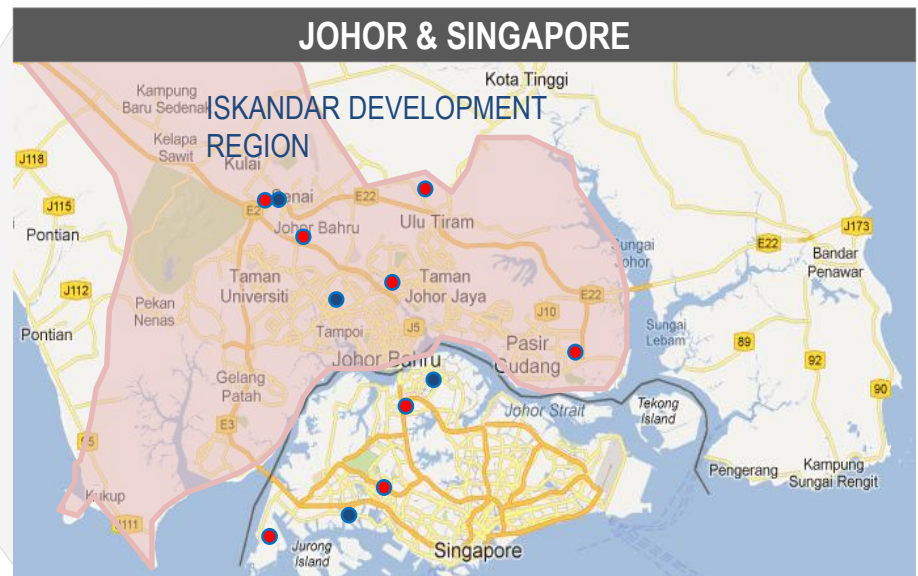 JOHOR & SINGAPORE
Kota Tinggi
Kampung
Baru Sedenak
ISKANDAR DEVELOPMENT
REGION
Kelapa
Sawit
Kulai
J118
Senai
E2
E22
J115
Pontian
Johor Bahru
Ulu Tiram
Sungai
Johor
E22
J173
Bandar
Penawar
Taman
Universiti
Taman
Johor Jaya
J112
Pekan
Nenas
E22
J10
Pontian
Tampoi
J5
Pasir
Gudang
Sungai
Lebam
89
92
Johor Bahru
Gelang
Patah
90
Johor Strait
Tekong
Island
E3
Pengerang
Kampung
Sungai Rengit
Kukup
J111
Jurong
Island
Singapore